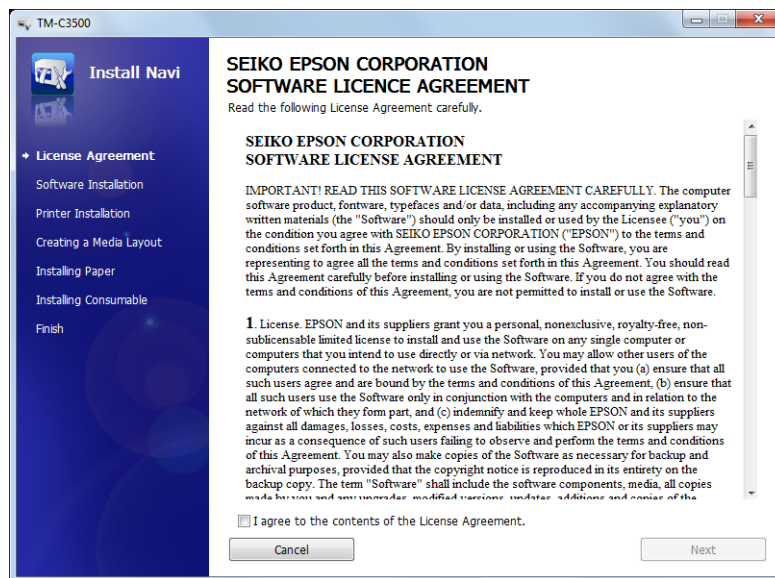 TM-C3500
Install Navi
License Agreement
Software Installation
Printer Installation
Creating a Media Layout
Installing Paper
Installing Consumable
Finish
SEIKO EPSON CORPORATION
SOFTWARE LICENCE AGREEMENT
Read the following License Agreement carefully.
SEIKO EPSON CORPORATION
SOFTWARE LICENSE AGREEMENT
IMPORTANT! READ THIS SOFTWARE LICENSE AGREEMENT CAREFULLY. The computer
software product, fontware, typefaces and/or data, including any accompanying explanatory
written materials (the "Software") should only be installed or used by the Licensee ("you") on
the condition you agree with SEIKO EPSON CORPORATION ("EPSON") to the terms and
conditions set forth in this Agreement. By installing or using the Software, you are
representing to agree all the terms and conditions set forth in this Agreement. You should read
this Agreement carefully before installing or using the Software. If you do not agree with the
terms and conditions of this Agreement, you are not permitted to install or use the Software.
1. License. EPSON and its suppliers grant you a personal, nonexclusive, royalty-free, non-
sublicensable limited license to install and use the Software on any single computer or
computers that you intend to use directly or via network. You may allow other users of the
computers connected to the network to use the Software, provided that you (a) ensure that all
such users agree and are bound by the terms and conditions of this Agreement, (b) ensure that
all such users use the Software only in conjunction with the computers and in relation to the
network of which they form part, and (c) indemnify and keep whole EPSON and its suppliers
against all damages, losses, costs, expenses and liabilities which EPSON or its suppliers may
incur as a consequence of such users failing to observe and perform the terms and conditions
of this Agreement. You may also make copies of the Software as necessary for backup and
archival purposes, provided that the copyright notice is reproduced in its entirety on the
backup copy. The term "Software" shall include the software components, media, all copies
made by you and any upgrades, modified versions, updates, additions and copies of the
I agree to the contents of the License Agreement.
Cancel
Next